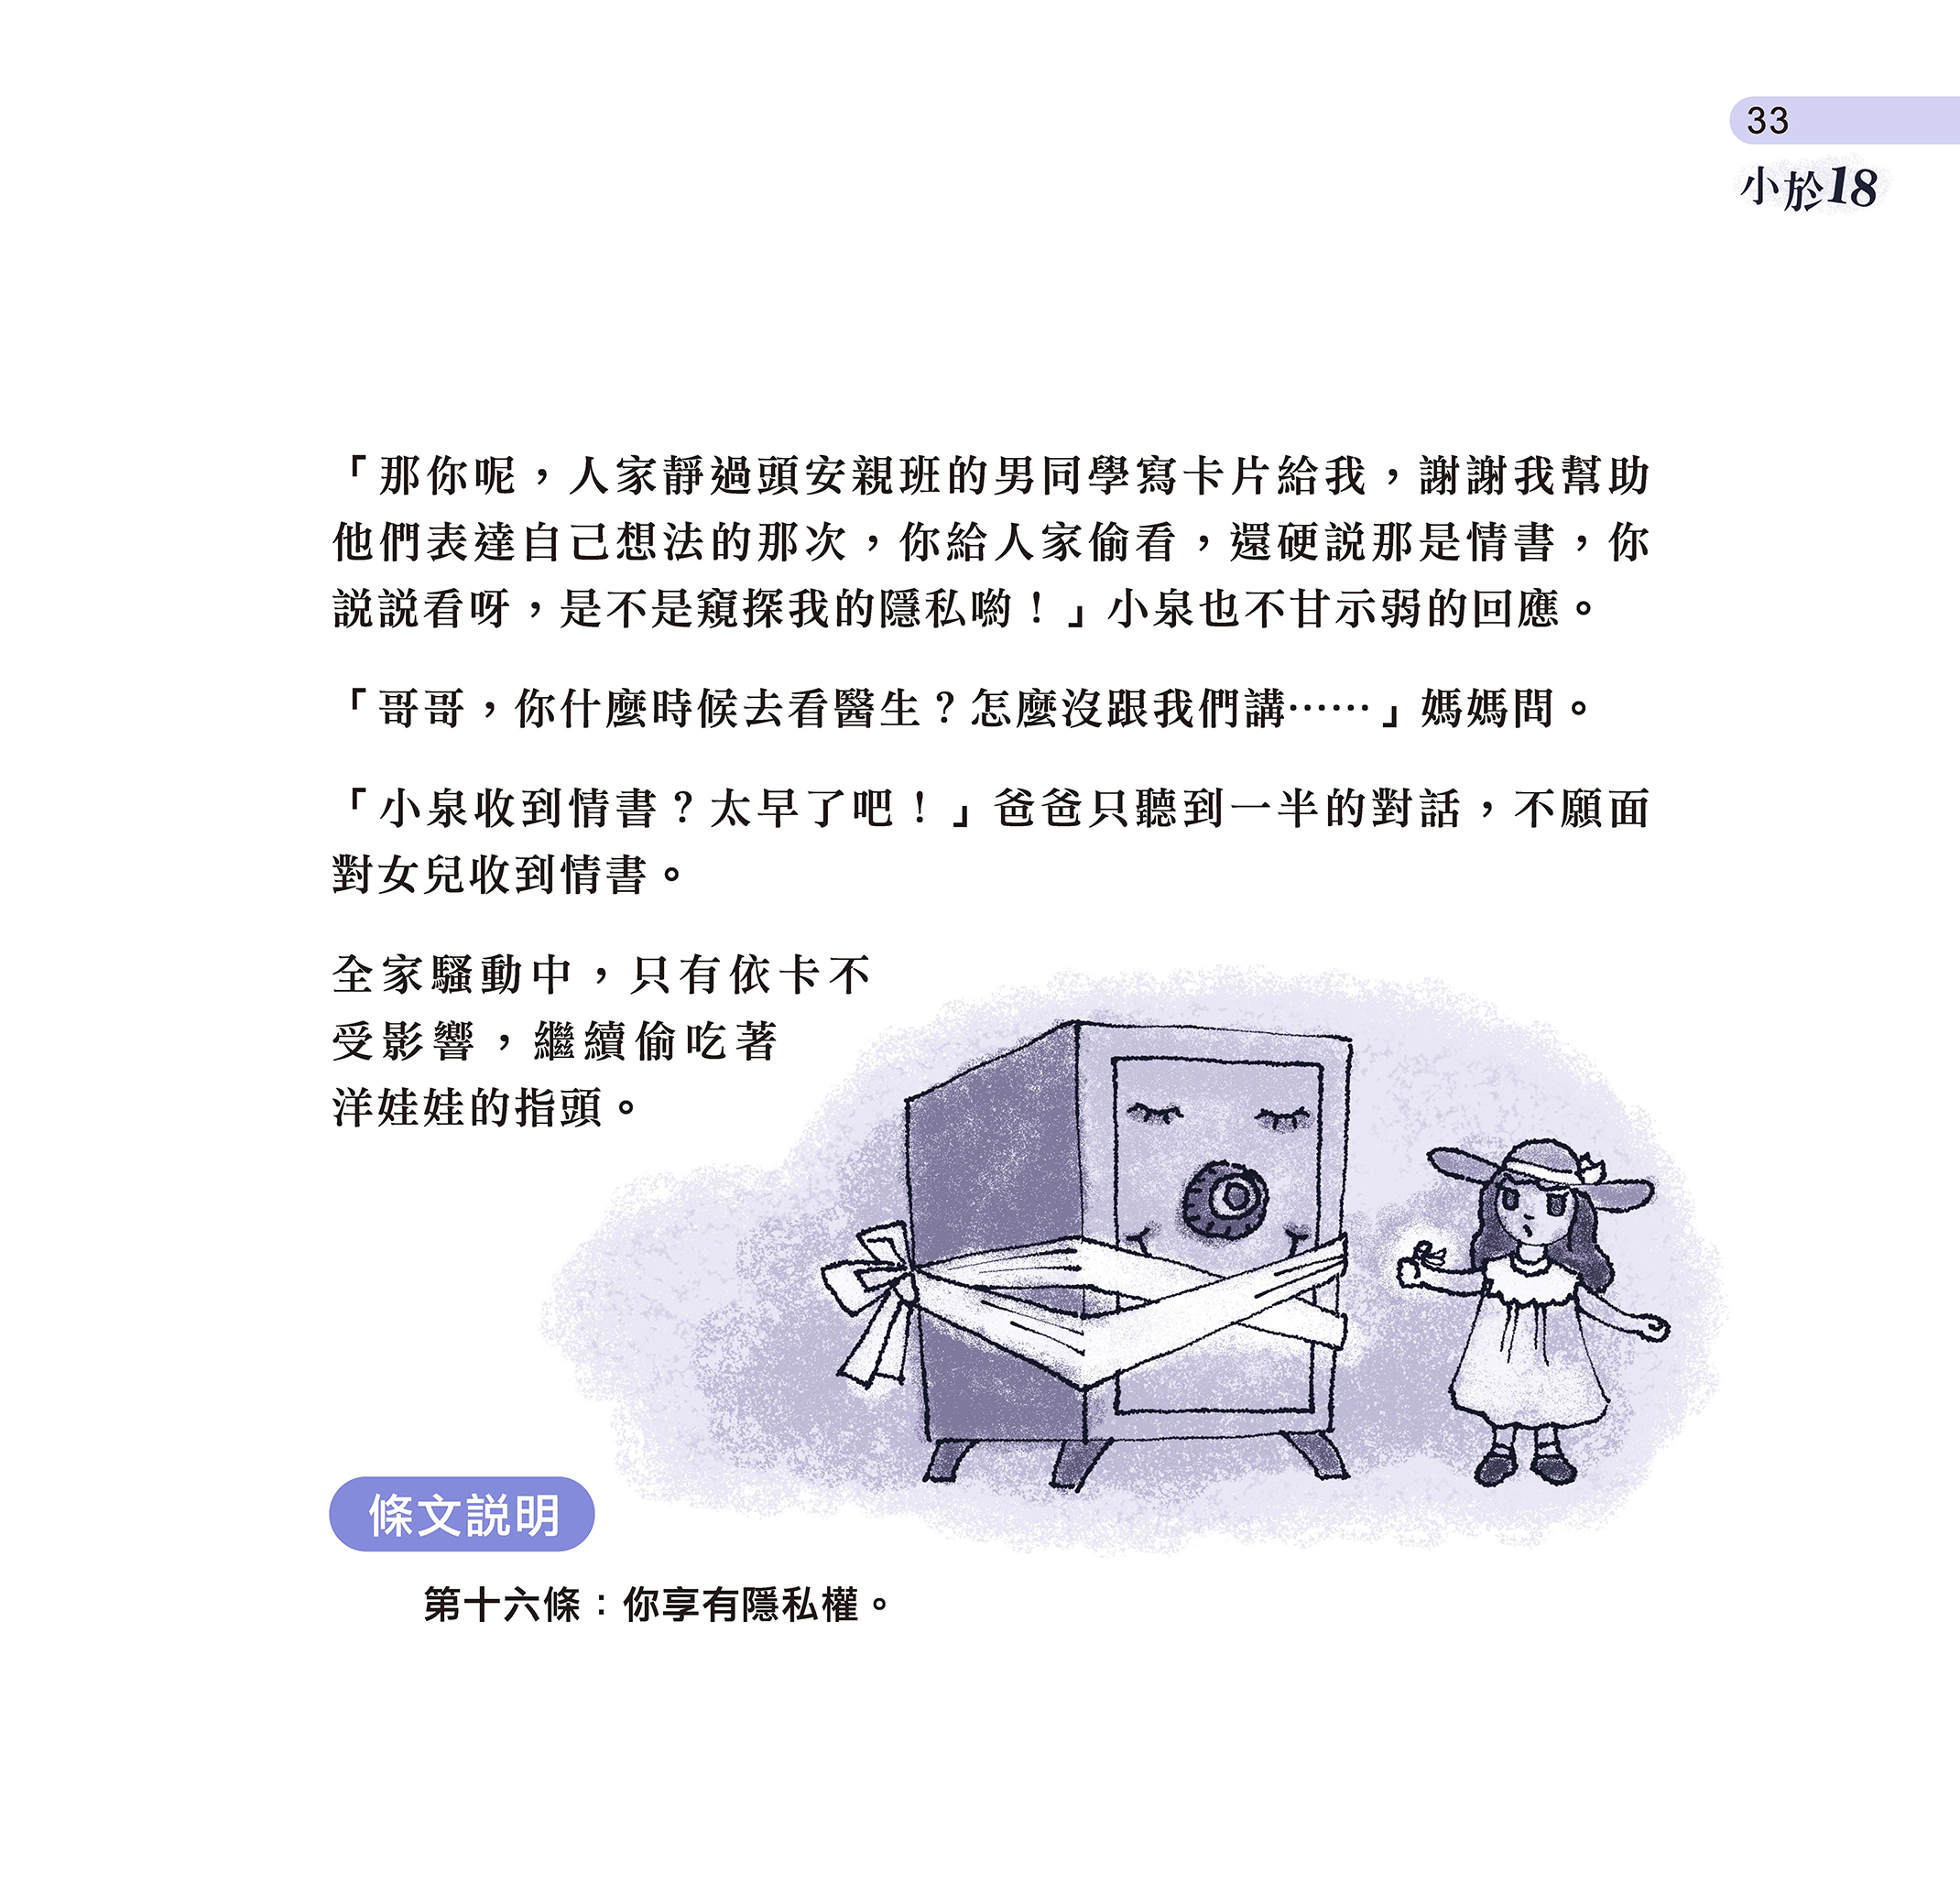 33
小於18
「那你呢，人家靜過頭安親班的男同學寫卡片給我，謝謝我幫助
他們表達自己想法的那次，你給人家偷看，還硬説那是情書，你
説説看呀，是不是窺探我的隱私喲！」小泉也不甘示弱的回應。
「哥哥，你什麼時候去看醫生？怎麼沒跟我們講……」媽媽問。
「小泉收到情書？太早了吧！」爸爸只聽到一半的對話，不願面
對女兒收到情書。
全家騷動中，只有依卡不
受影響，繼續偷吃著
洋娃娃的指頭。
條文説明
第十六條：你享有隱私權。